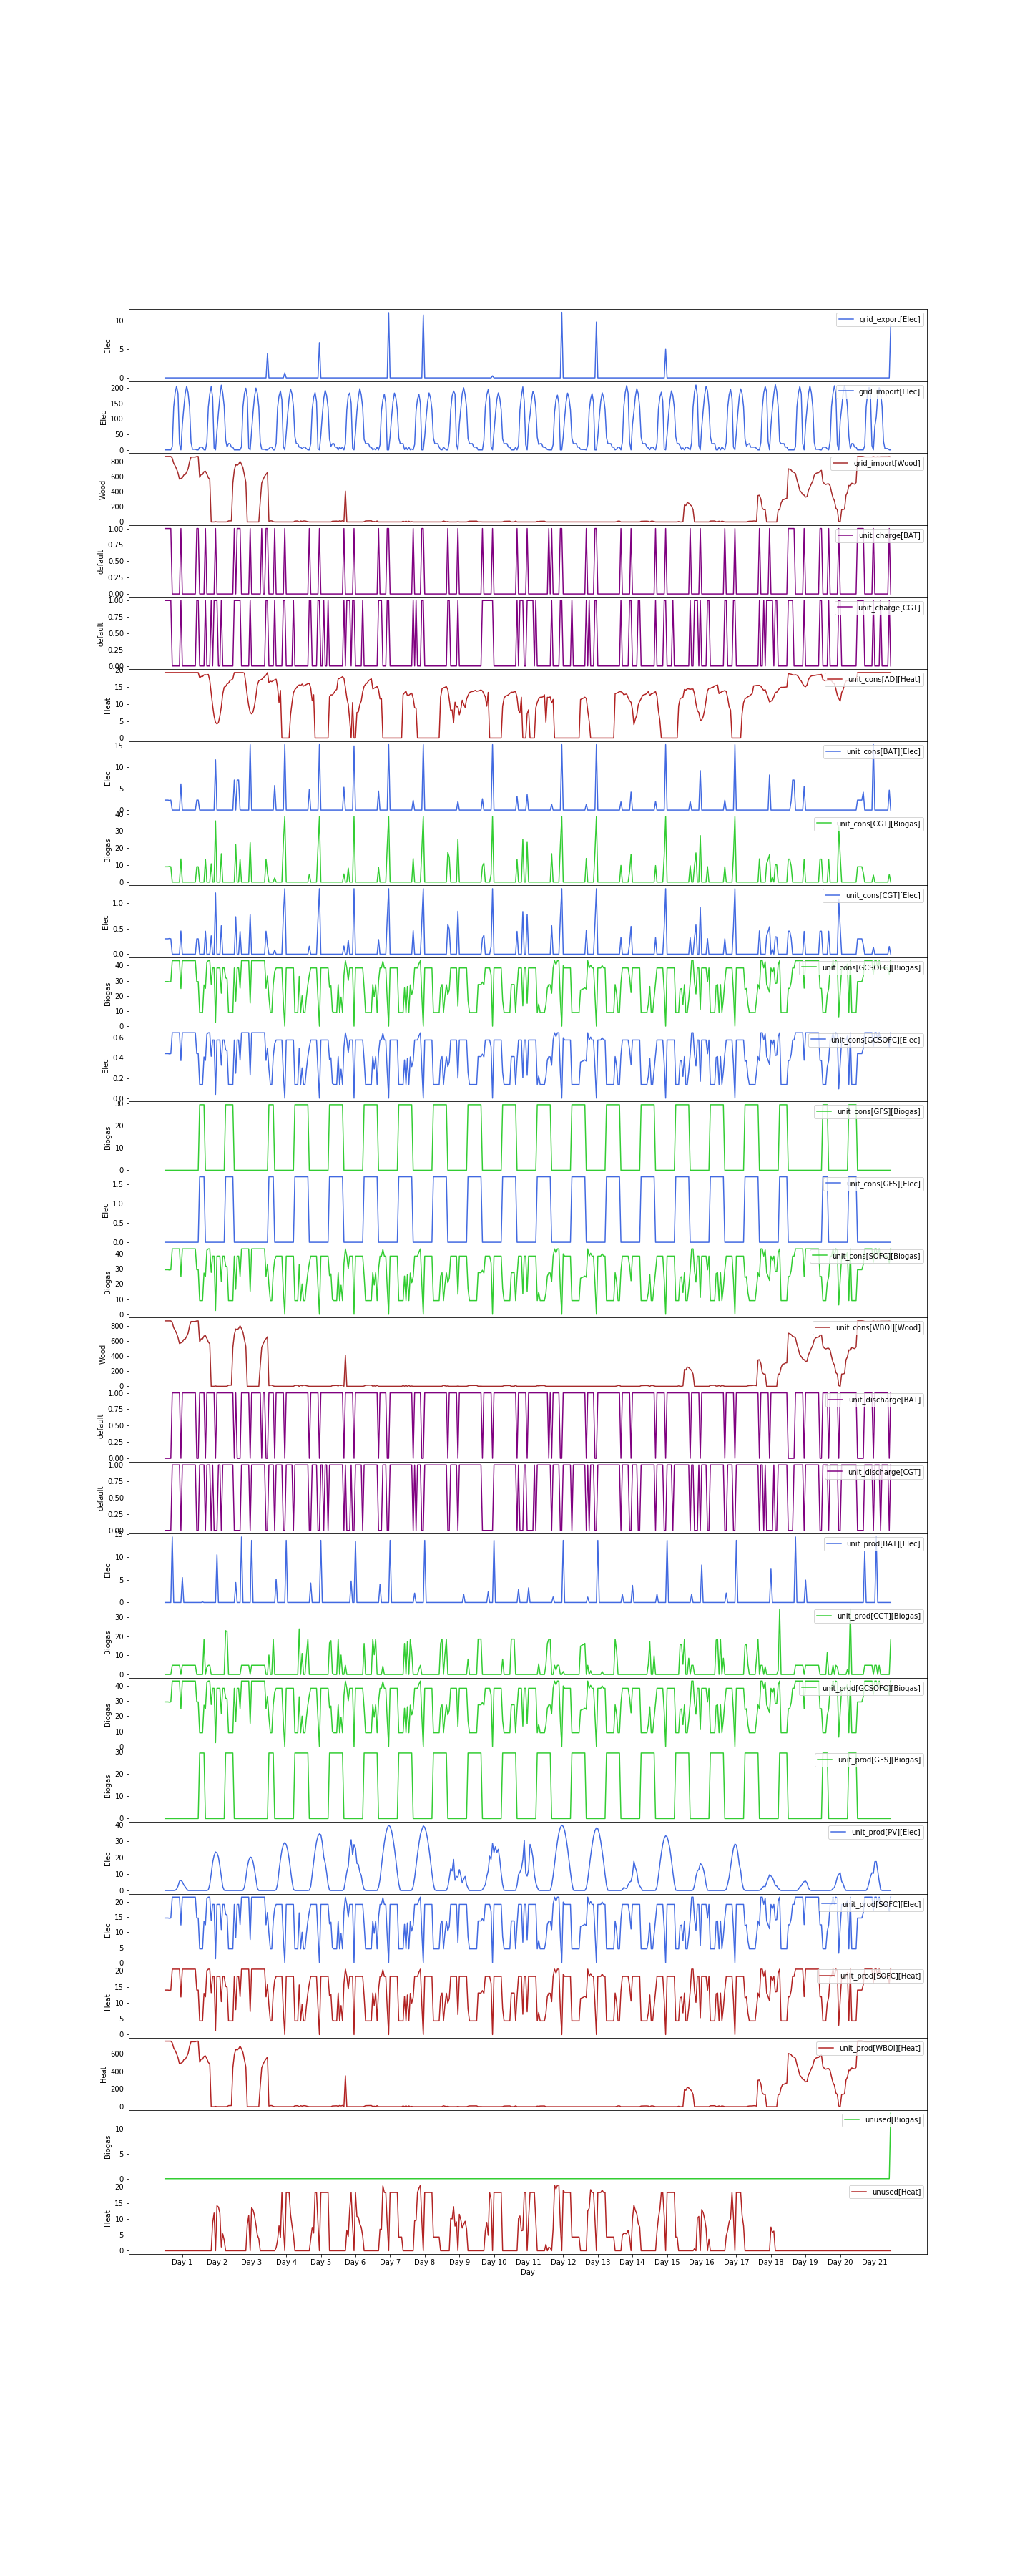 10
5
0
Elec
grid_export[Elec]
200
150
100
50
0
Elec
grid_import[Elec]
800
600
400
200
0
Wood
grid_import[Wood]
1.00
0.75
0.50
0.25
0.00
default
unit_charge[BAT]
1.00
0.75
0.50
0.25
0.00
default
unit_charge[CGT]
20
15
10
5
0
Heat
unit_cons[AD][Heat]
15
10
5
0
Elec
unit_cons[BAT][Elec]
40
30
20
10
0
Biogas
unit_cons[CGT][Biogas]
1.0
0.5
0.0
Elec
unit_cons[CGT][Elec]
40
30
20
10
0
Biogas
unit_cons[GCSOFC][Biogas]
0.6
0.4
0.2
0.0
Elec
unit_cons[GCSOFC][Elec]
30
20
10
0
Biogas
unit_cons[GFS][Biogas]
1.5
1.0
0.5
0.0
Elec
unit_cons[GFS][Elec]
40
30
20
10
0
Biogas
unit_cons[SOFC][Biogas]
800
600
400
200
0
Wood
unit_cons[WBOI][Wood]
1.00
0.75
0.50
0.25
0.00
default
unit_discharge[BAT]
1.00
0.75
0.50
0.25
0.00
default
unit_discharge[CGT]
15
10
5
0
Elec
unit_prod[BAT][Elec]
30
20
10
0
Biogas
unit_prod[CGT][Biogas]
40
30
20
10
0
Biogas
unit_prod[GCSOFC][Biogas]
30
20
10
0
Biogas
unit_prod[GFS][Biogas]
40
30
20
10
0
Elec
unit_prod[PV][Elec]
20
15
10
5
0
Elec
unit_prod[SOFC][Elec]
20
15
10
5
0
Heat
unit_prod[SOFC][Heat]
600
400
200
0
Heat
unit_prod[WBOI][Heat]
10
5
0
Biogas
unused[Biogas]
20
15
10
5
0
Heat
unused[Heat]
Day 1 Day 2 Day 3 Day 4 Day 5 Day 6 Day 7 Day 8 Day 9 Day 10 Day 11 Day 12 Day 13 Day 14 Day 15 Day 16 Day 17 Day 18 Day 19 Day 20 Day 21
Day